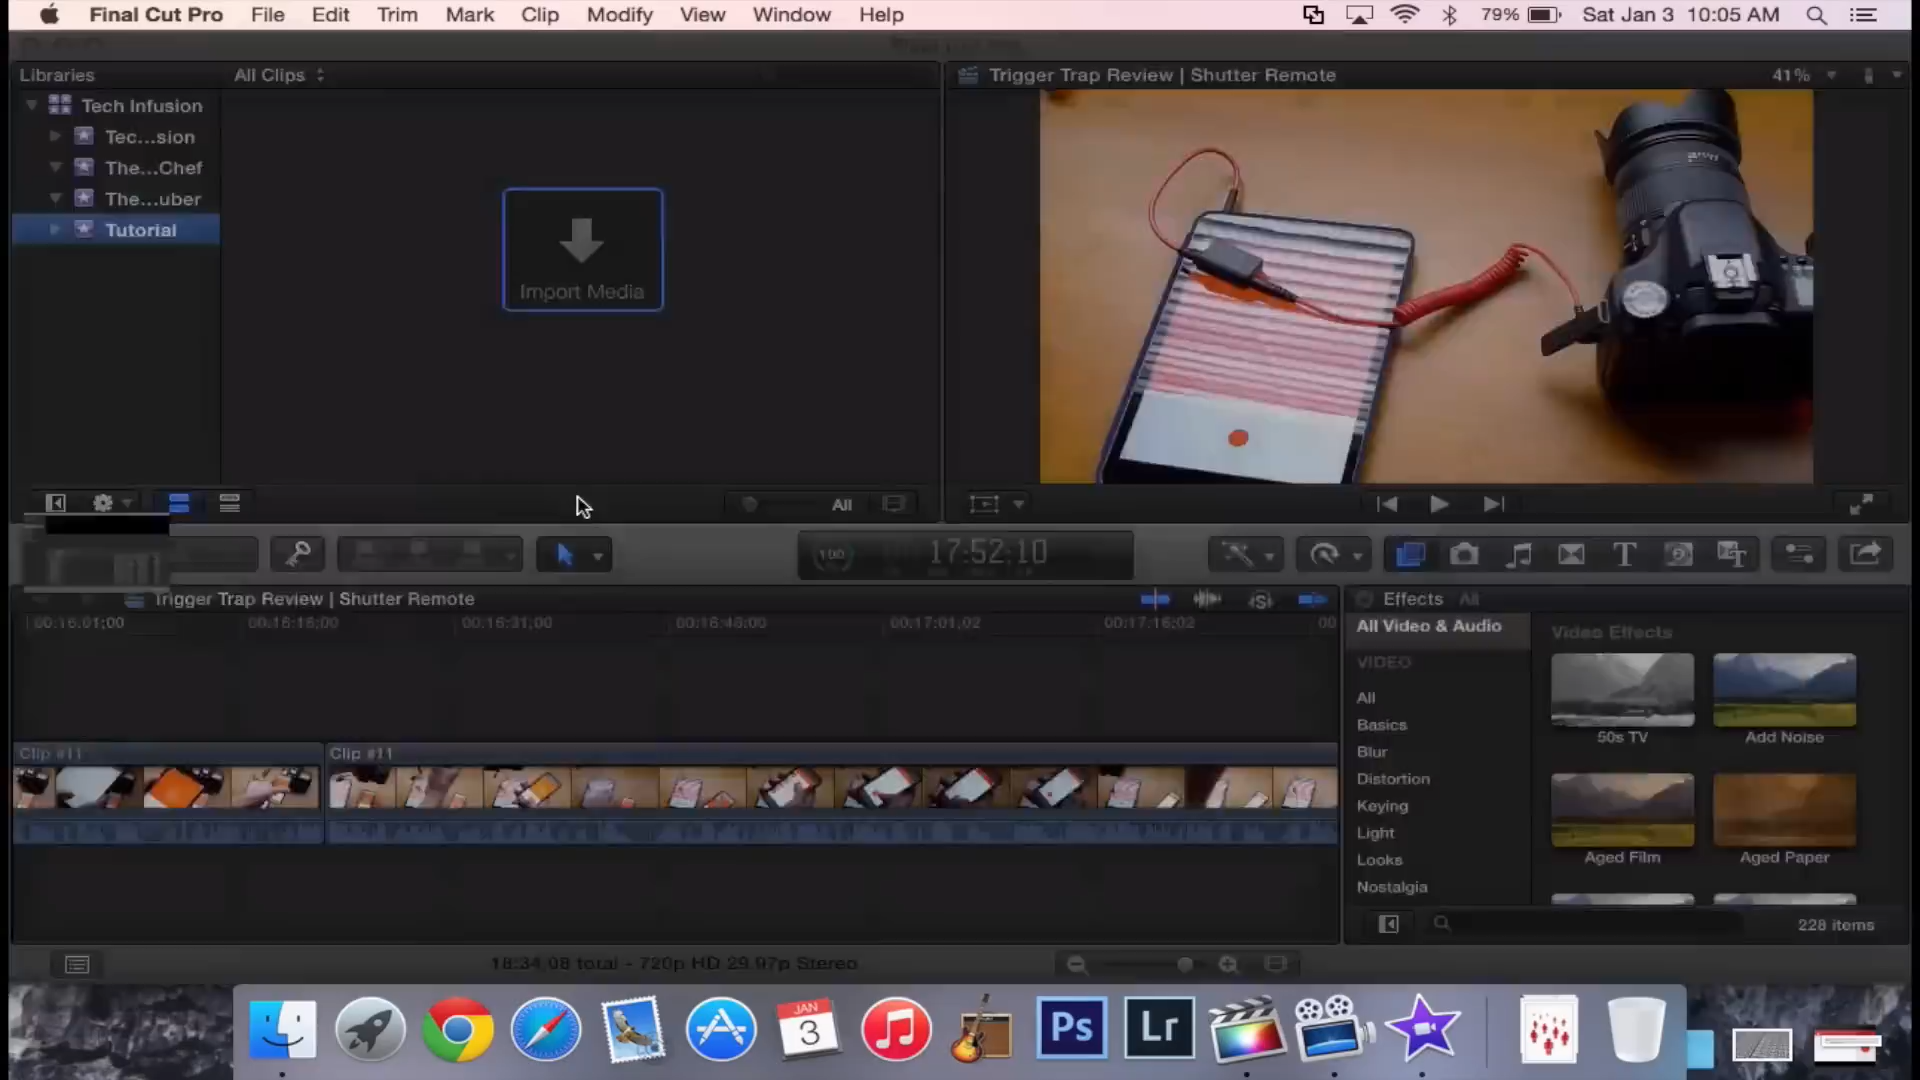 Final Cut Pro File Edit Trim Mark Clip Modify View Window Help 79% Sat Jan 3 10:05 AM
Libraries All Clips Trigger Trap Review | Shutter Remote 41%
Tech Infusion
Tec...sion
The...Chef
The...uber
Tutorial
Import Media
All
100 17:52:10
Trigger Trap Review | Shutter Remote Effects All
00:16:01;00 00:16:16;00 00:16:31;00 00:16:46;00 00:17:01;02 00:17:16;02 00
All Video & Audio Video Effects
VIDEO
All
Basics 50s TV Add Noise
Blur
Clip #11 Clip #11
Distortion
Keying
Light
Looks Aged Film Aged Paper
Nostalgia
228 items
18:34;08 total - 720p HD 29.97p Stereo
JAN
3 Ps Lr